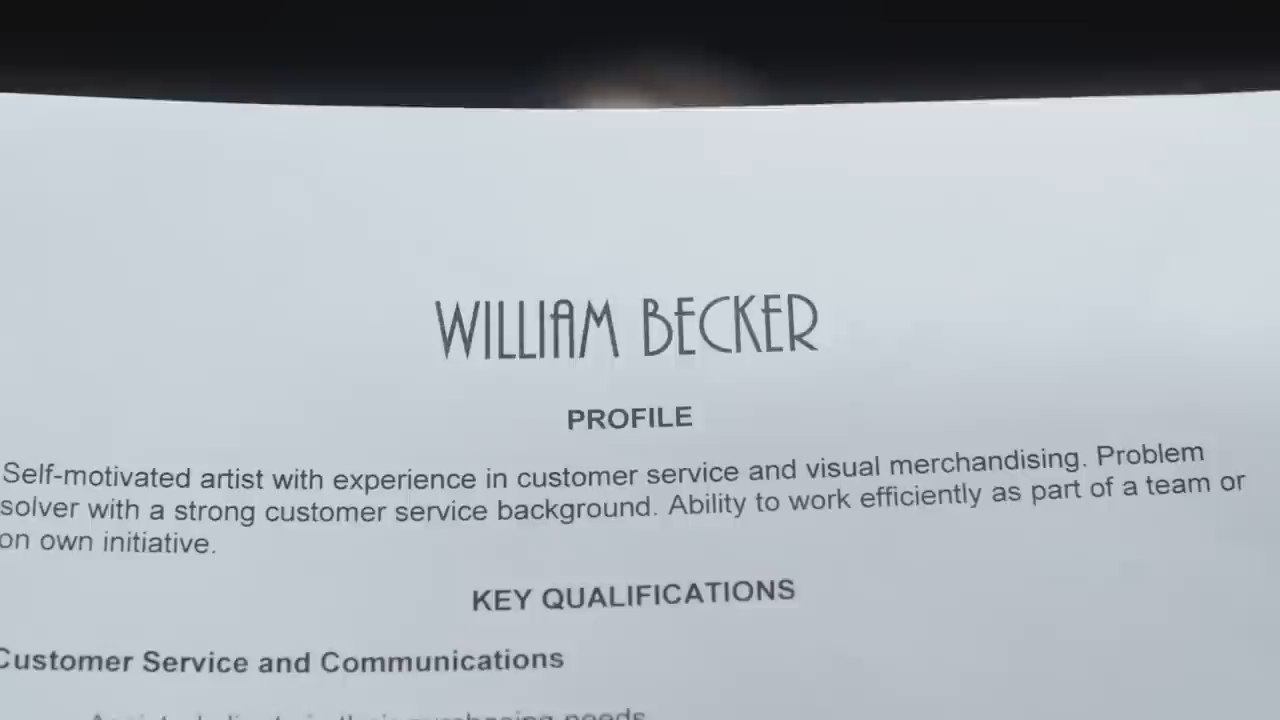 WILLIAM BECKER
PROFILE
Self-motivated artist with experience in customer service and visual merchandising. Problem
solver with a strong customer service background. Ability to work efficiently as part of a team or
on own initiative.
KEY QUALIFICATIONS
Customer Service and Communications
needs